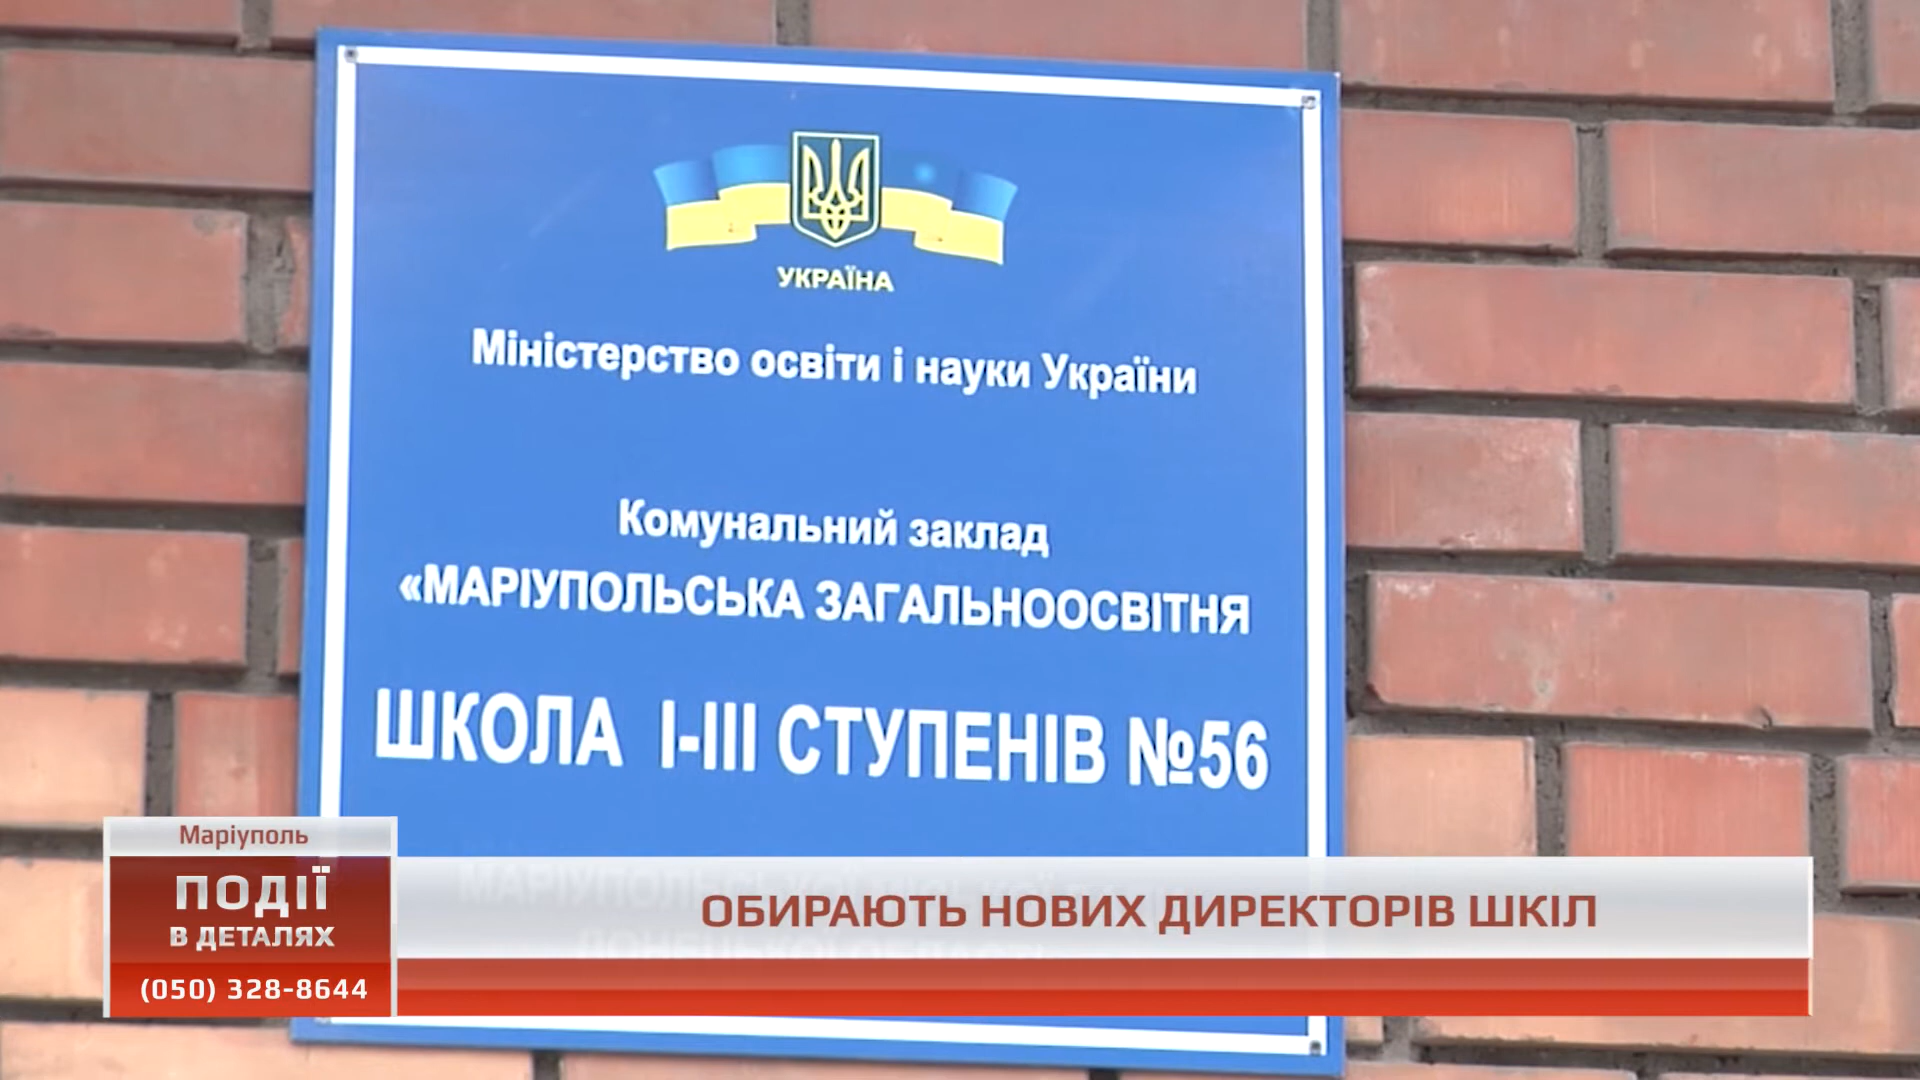 УКРАЇНА
Міністерство освіти і науки України
Комунальний заклад
«МАРІУПОЛЬСЬКА ЗАГАЛЬНООСВІТНЯ
ШКОЛА І-ІІІ СТУПЕНІВ №56
Маріуполь
ПОДІЇ
В ДЕТАЛЯХ
(050) 328-8644
ОБИРАЮТЬ НОВИХ ДИРЕКТОРІВ ШКІЛ